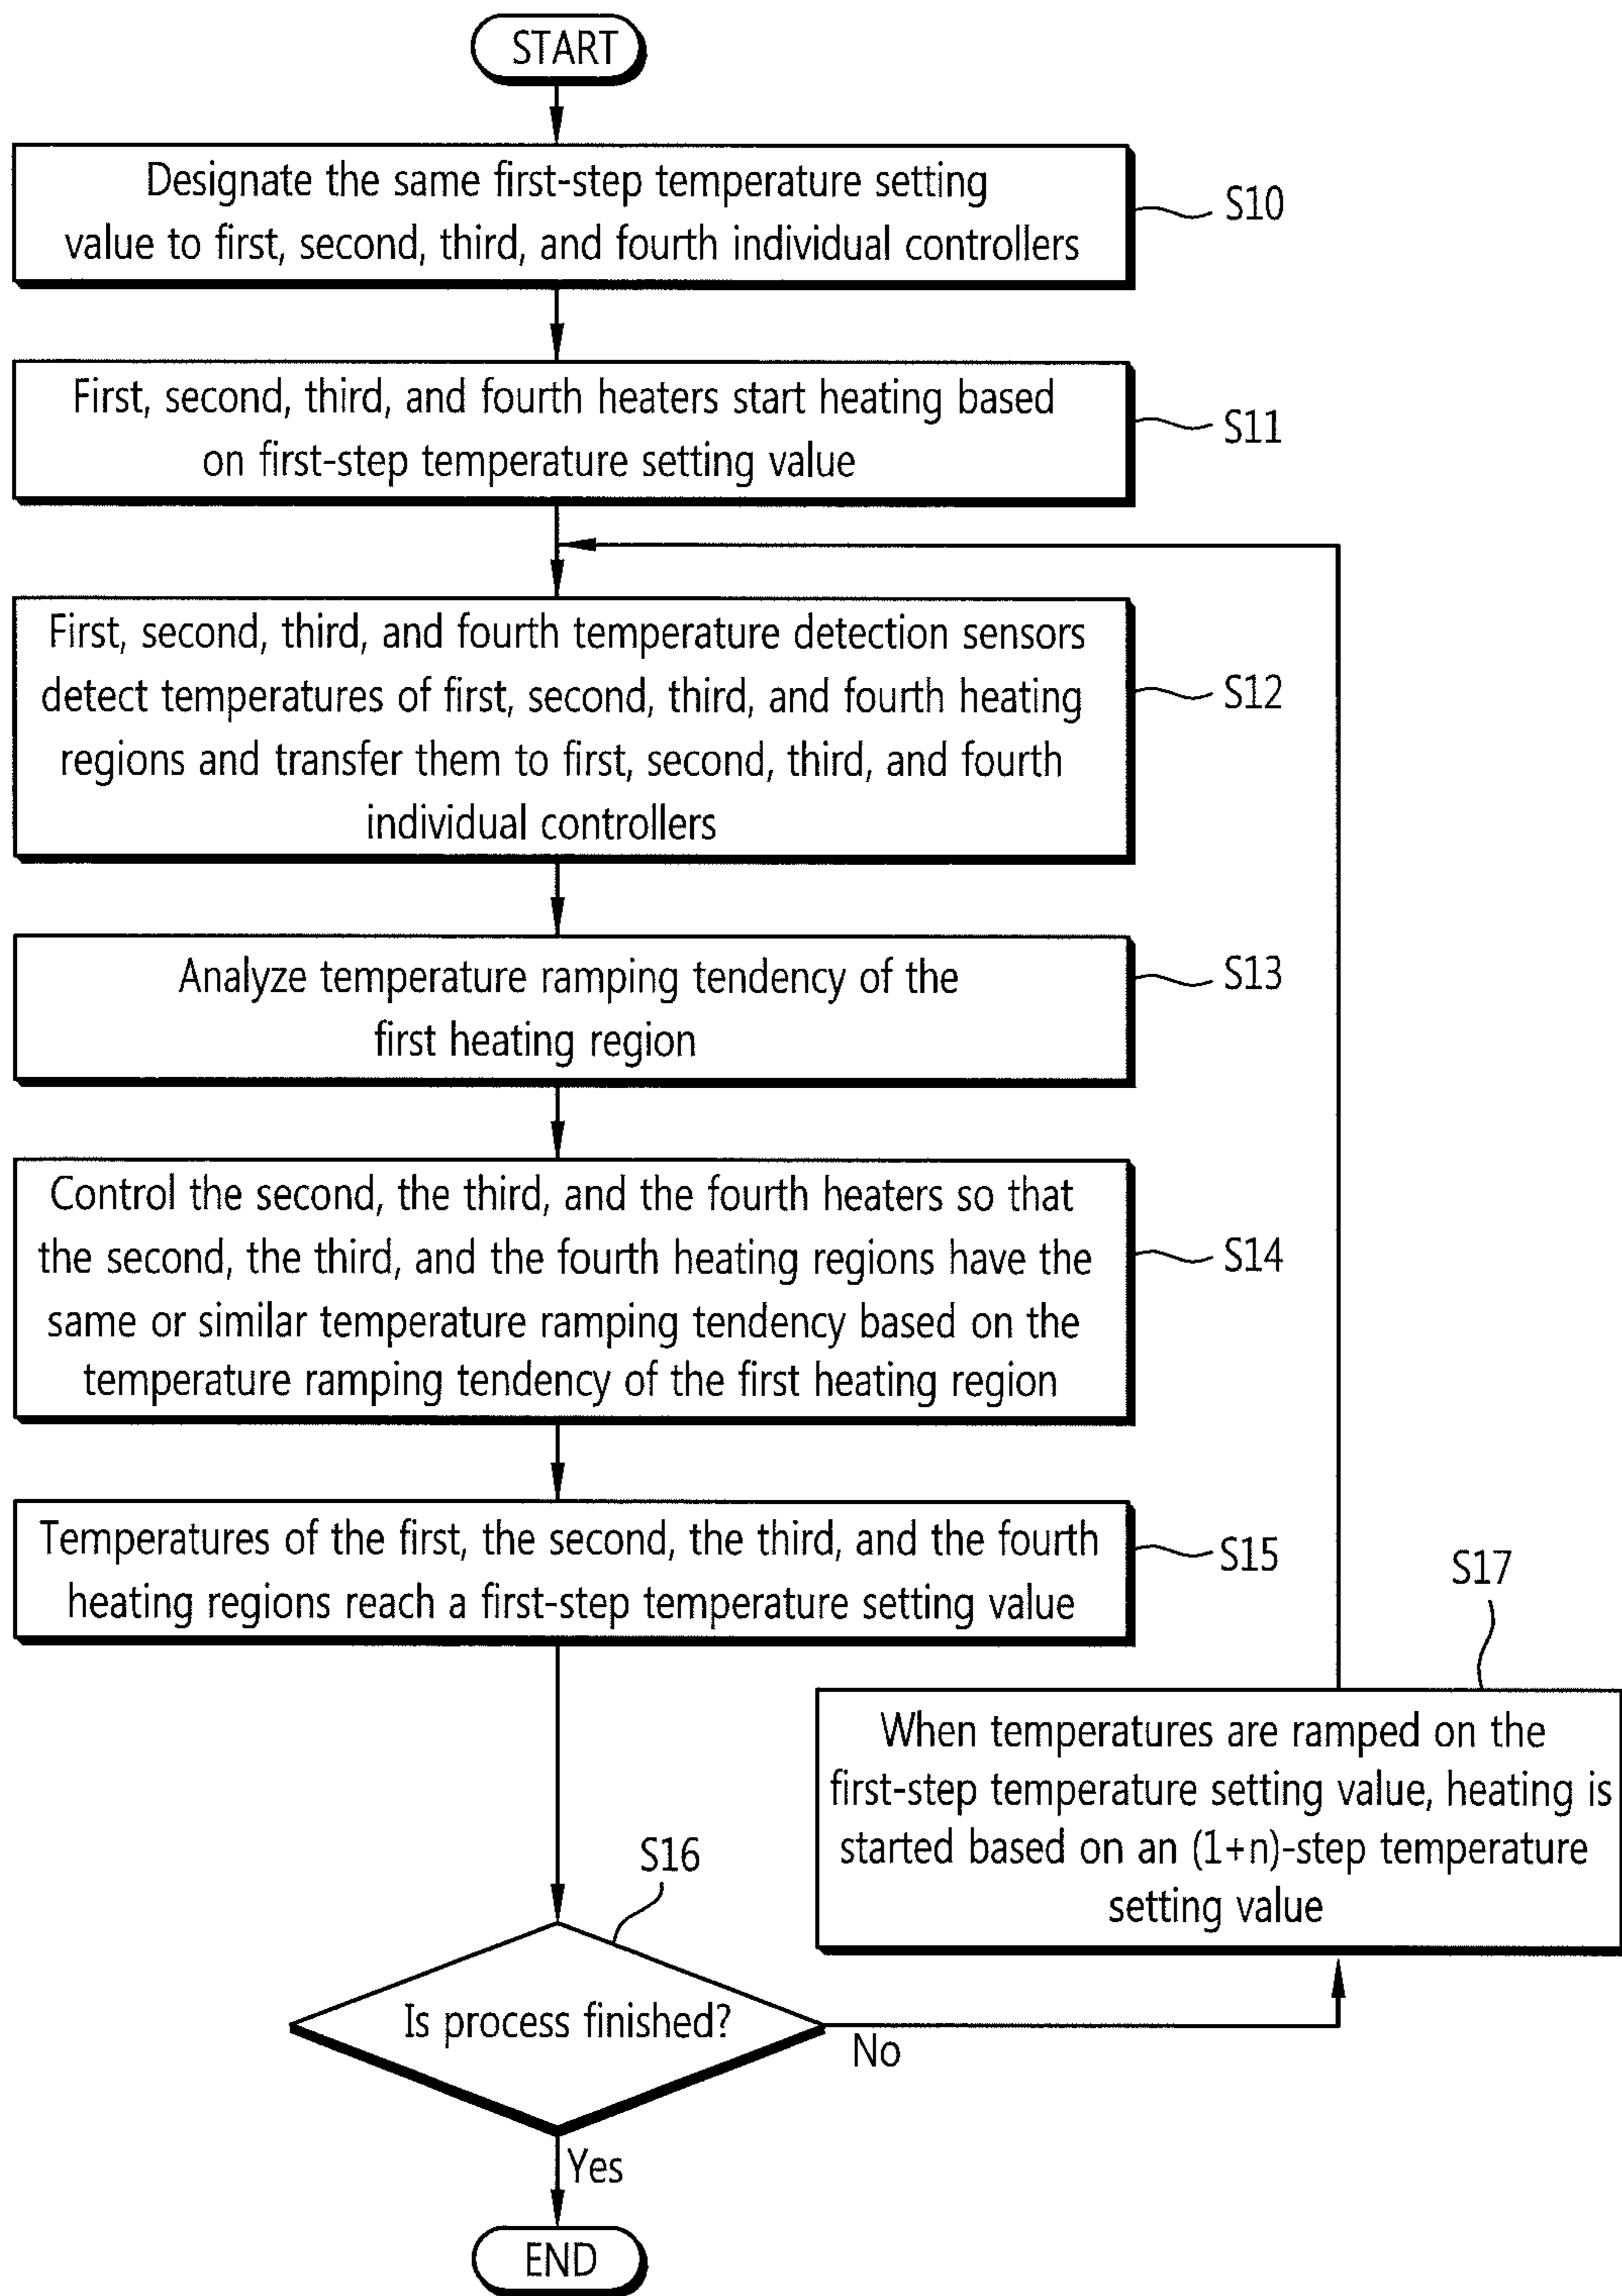 START
Designate the same first-step temperature setting
value to first, second, third, and fourth individual controllers
S10
First, second, third, and fourth heaters start heating based
on first-step temperature setting value
S11
First, second, third, and fourth temperature detection sensors
detect temperatures of first, second, third, and fourth heating
regions and transfer them to first, second, third, and fourth
individual controllers
S12
Analyze temperature ramping tendency of the
first heating region
S13
Control the second, the third, and the fourth heaters so that
the second, the third, and the fourth heating regions have the
same or similar temperature ramping tendency based on the
temperature ramping tendency of the first heating region
S14
Temperatures of the first, the second, the third, and the fourth
heating regions reach a first-step temperature setting value
S15
S17
When temperatures are ramped on the
first-step temperature setting value, heating is
started based on an (1+n)-step temperature
setting value
S16
Is process finished?
No
Yes
END